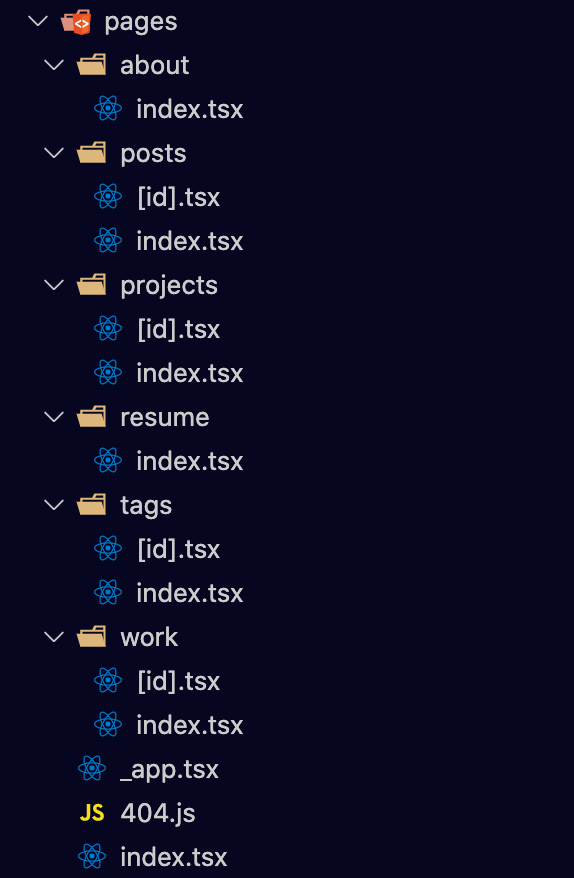 pages
about
index.tsx
posts
[id].tsx
index.tsx
projects
[id].tsx
index.tsx
resume
index.tsx
tags
[id].tsx
index.tsx
work
[id].tsx
index.tsx
_app.tsx
JS 404.js
index.tsx